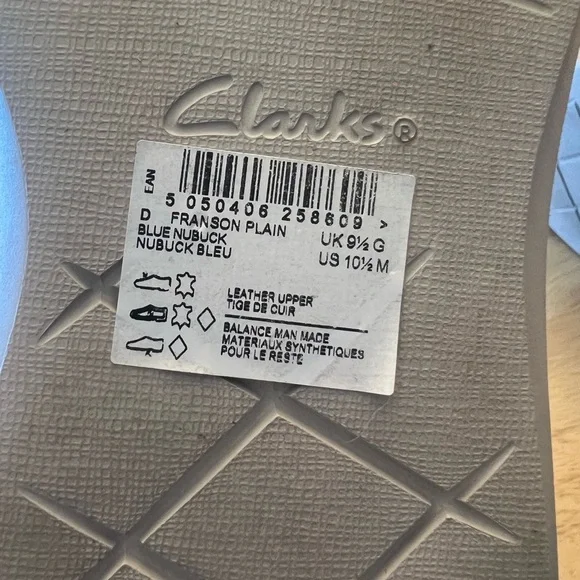 Clarks®
EAN
5 050406 258609 >
D FRANSON PLAIN
BLUE NUBUCK UK 9½ G
NUBUCK BLEU US 10½ M
LEATHER UPPER
TIGE DE CUIR
BALANCE MAN MADE
MATERIAUX SYNTHETIQUES
POUR LE RESTE